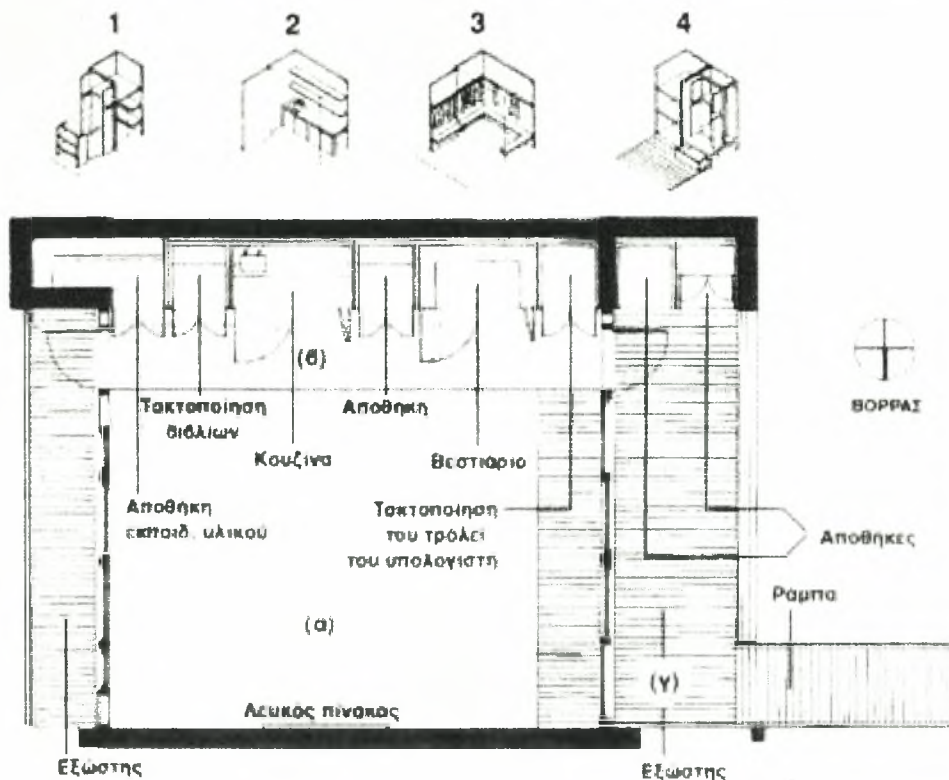 1 2 3 4
(β)
ΒΟΡΡΑΣ
Τακτοποίηση
βιβλίων
Αποθήκη
Κουζίνα
Βεστιάριο
Αποθήκη
εκπαιδ. υλικού
Τακτοποίηση
του τρόλεϊ
του υπολογιστή
Αποθήκες
Ράμπα
(α)
(γ)
Λευκός πίνακας
Εξώστης
Εξώστης